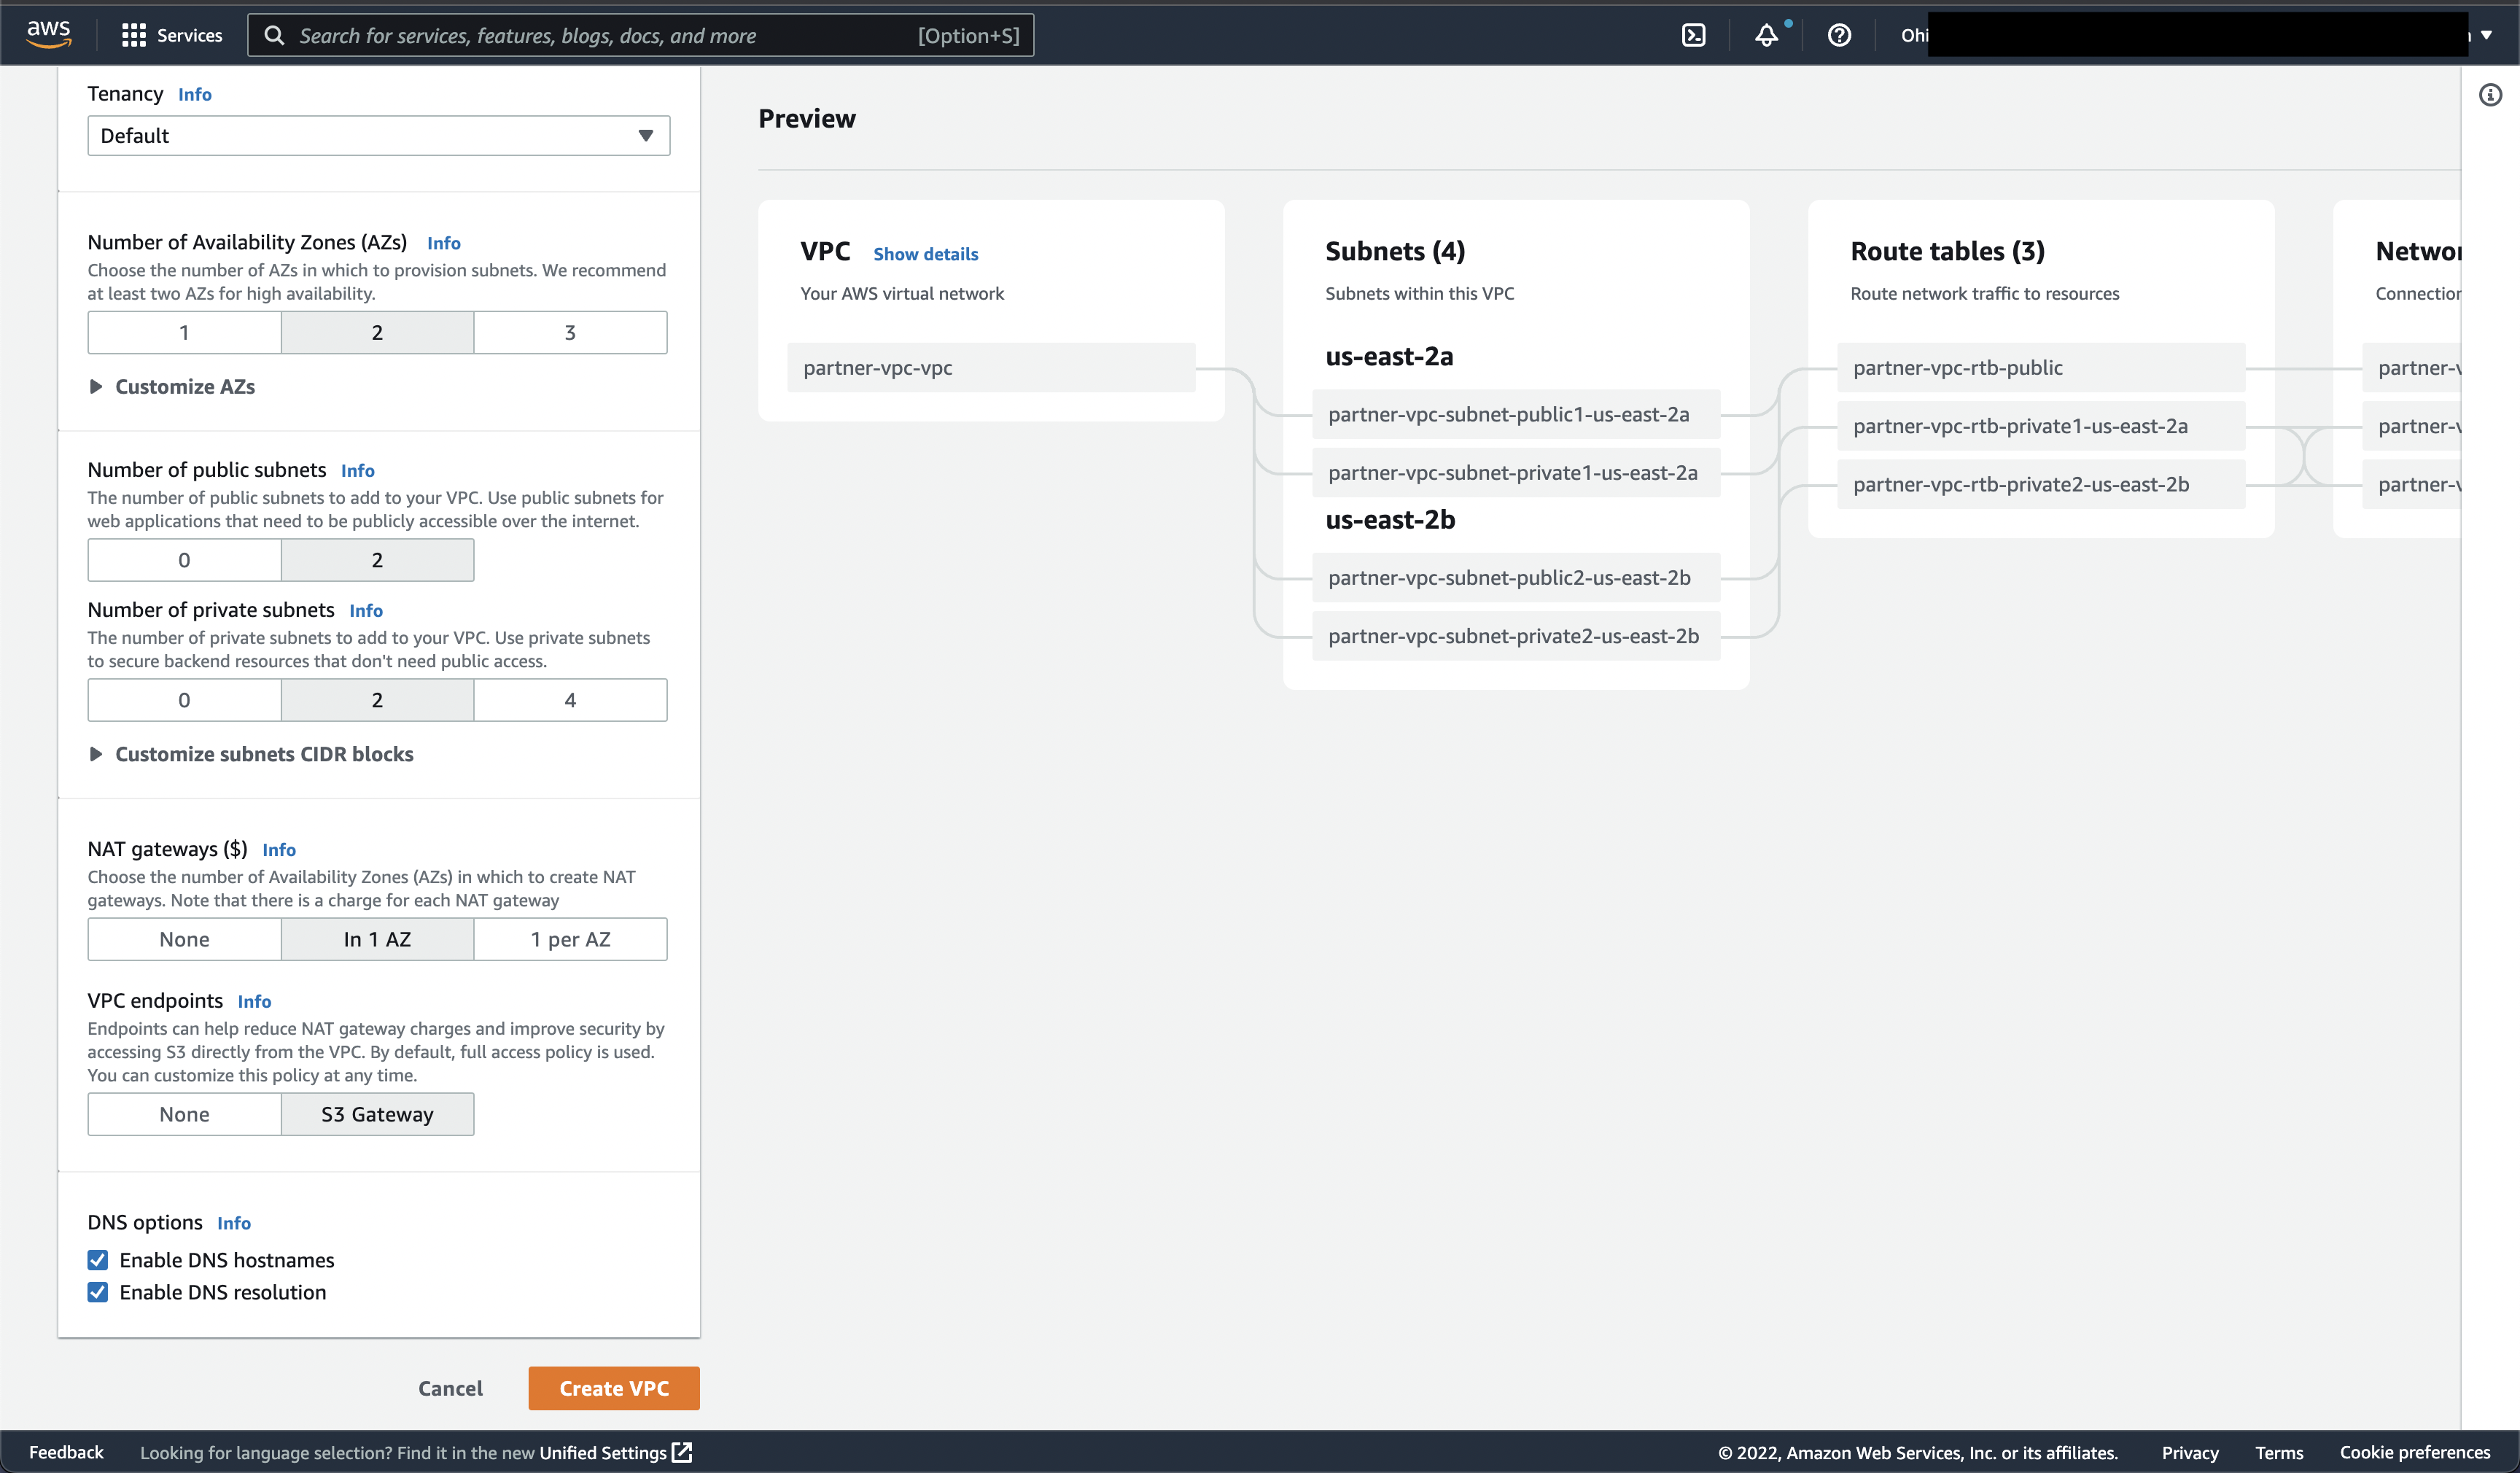 aws
Services
Search for services, features, blogs, docs, and more
[Option+S]
Ohi
Tenancy Info
Default
Number of Availability Zones (AZs) Info
Choose the number of AZs in which to provision subnets. We recommend
at least two AZs for high availability.
1 2 3
Customize AZs
Number of public subnets Info
The number of public subnets to add to your VPC. Use public subnets for
web applications that need to be publicly accessible over the internet.
0 2
Number of private subnets Info
The number of private subnets to add to your VPC. Use private subnets
to secure backend resources that don't need public access.
0 2 4
Customize subnets CIDR blocks
NAT gateways ($) Info
Choose the number of Availability Zones (AZs) in which to create NAT
gateways. Note that there is a charge for each NAT gateway
None In 1 AZ 1 per AZ
VPC endpoints Info
Endpoints can help reduce NAT gateway charges and improve security by
accessing S3 directly from the VPC. By default, full access policy is used.
You can customize this policy at any time.
None S3 Gateway
DNS options Info
Enable DNS hostnames
Enable DNS resolution
Cancel Create VPC
Preview
VPC Show details
Your AWS virtual network
partner-vpc-vpc
Subnets (4)
Subnets within this VPC
us-east-2a
partner-vpc-subnet-public1-us-east-2a
partner-vpc-subnet-private1-us-east-2a
us-east-2b
partner-vpc-subnet-public2-us-east-2b
partner-vpc-subnet-private2-us-east-2b
Route tables (3)
Route network traffic to resources
partner-vpc-rtb-public
partner-vpc-rtb-private1-us-east-2a
partner-vpc-rtb-private2-us-east-2b
Networ
Connection
partner-v
partner-v
partner-v
Feedback
Looking for language selection? Find it in the new Unified Settings
© 2022, Amazon Web Services, Inc. or its affiliates.
Privacy
Terms
Cookie preferences